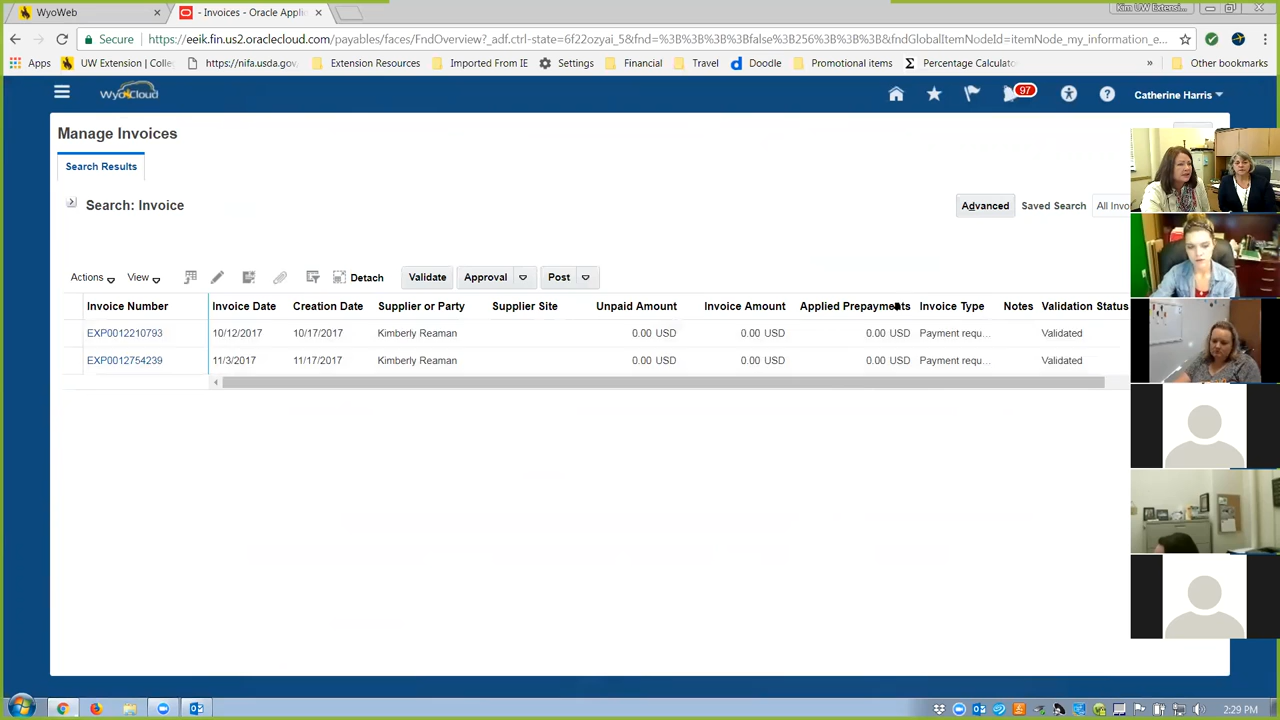 WyoWeb × - Invoices - Oracle Appli × Kim UW Extensi...
Secure https://eeik.fin.us2.oraclecloud.com/payables/faces/FndOverview?_adf.ctrl-state=6f22ozyai_5&fnd=%3B%3B%3B%3Bfalse%3B256%3B%3B%3B&fndGlobalItemNodeId=itemNode_my_information_e...
Apps UW Extension | Colle https://nifa.usda.gov, Extension Resources Imported From IE Settings Financial Travel Doodle Promotional items Σ Percentage Calculato » Other bookmarks
WyoCloud 97 Catherine Harris
Manage Invoices
Search Results
Search: Invoice Advanced Saved Search All Invoi
Actions View Detach Validate Approval Post
Invoice Number Invoice Date Creation Date Supplier or Party Supplier Site Unpaid Amount Invoice Amount Applied Prepayments Invoice Type Notes Validation Status
EXP0012210793 10/12/2017 10/17/2017 Kimberly Reaman 0.00 USD 0.00 USD 0.00 USD Payment requ... Validated
EXP0012754239 11/3/2017 11/17/2017 Kimberly Reaman 0.00 USD 0.00 USD 0.00 USD Payment requ... Validated
2:29 PM